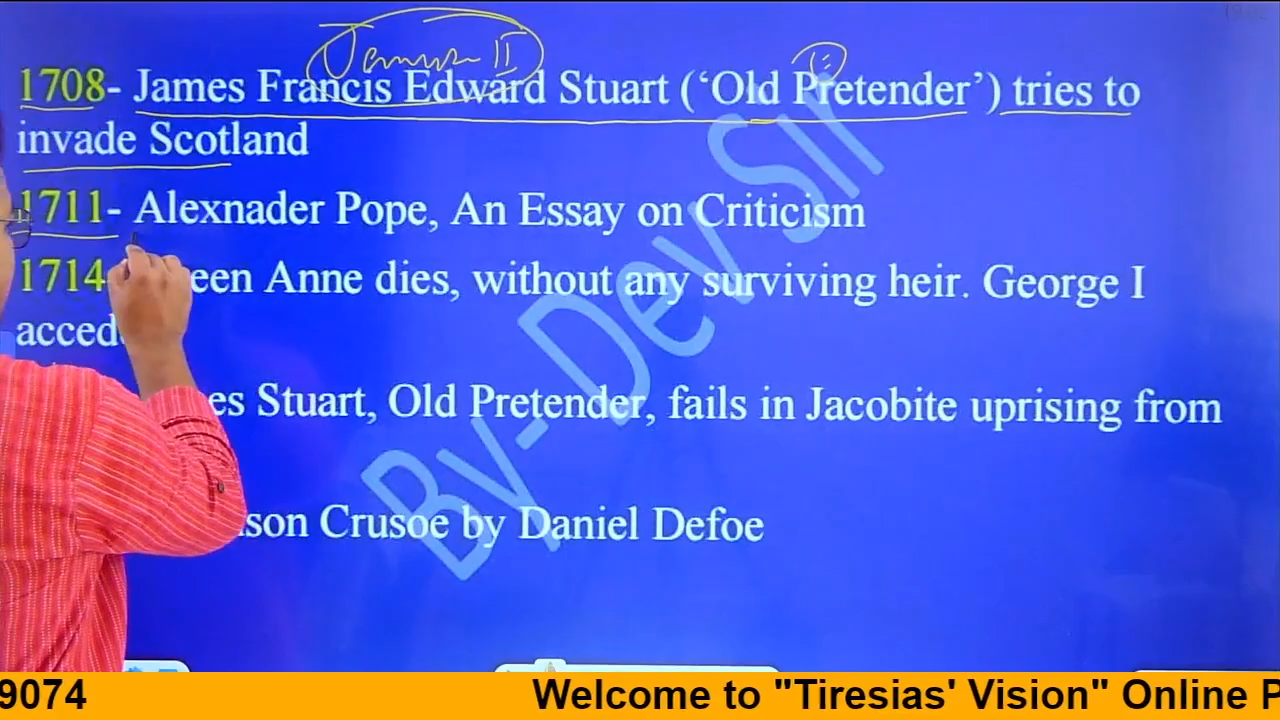 James II
1708- James Francis Edward Stuart (‘Old Pretender’) tries to
invade Scotland
1711- Alexnader Pope, An Essay on Criticism
1714 een Anne dies, without any surviving heir. George I
acced
es Stuart, Old Pretender, fails in Jacobite uprising from
son Crusoe by Daniel Defoe
By-Dev Sir
9074 Welcome to "Tiresias' Vision" Online P